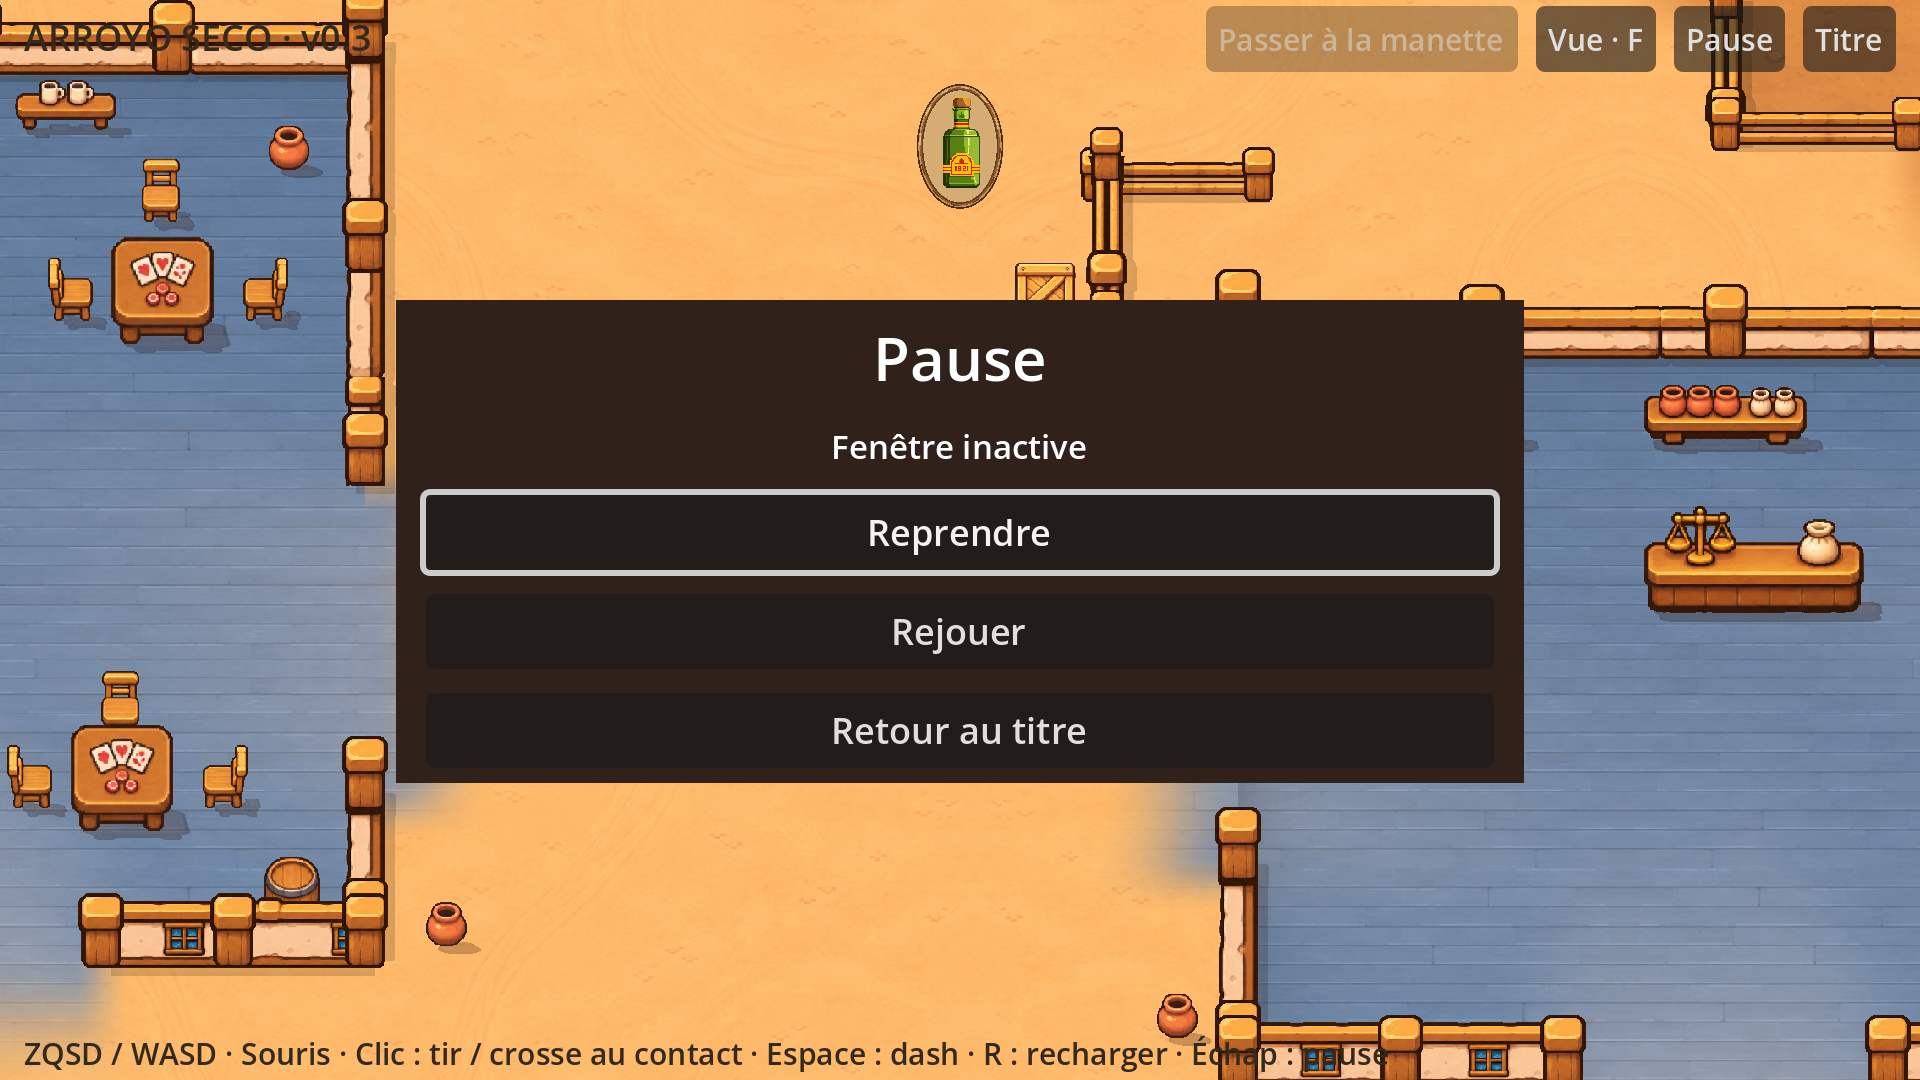 ARROYO SECO · v0.3
Passer à la manette
Vue · F
Pause
Titre
1821
Pause
Fenêtre inactive
Reprendre
Rejouer
Retour au titre
ZQSD / WASD · Souris · Clic : tir / crosse au contact · Espace : dash · R : recharger · Échap : pause